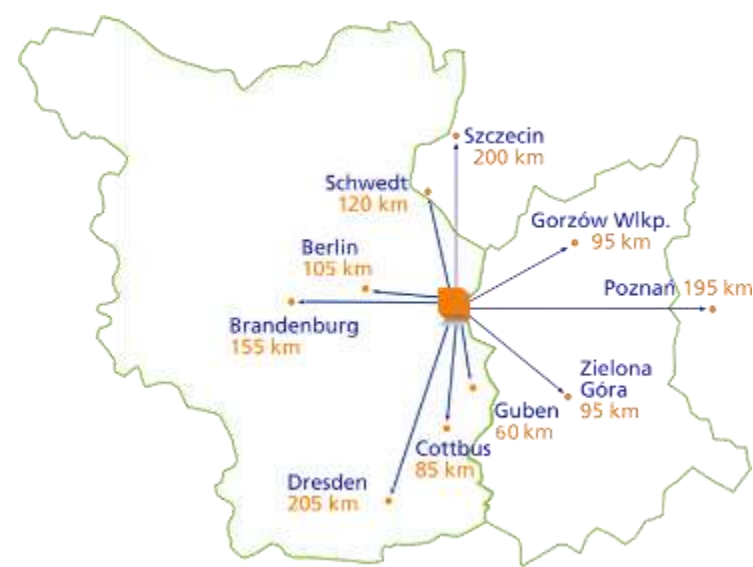 Szczecin
200 km
Schwedt
120 km
Gorzów Wlkp.
95 km
Berlin
105 km
Poznań 195 km
Brandenburg
155 km
Zielona
Góra
95 km
Guben
60 km
Cottbus
85 km
Dresden
205 km